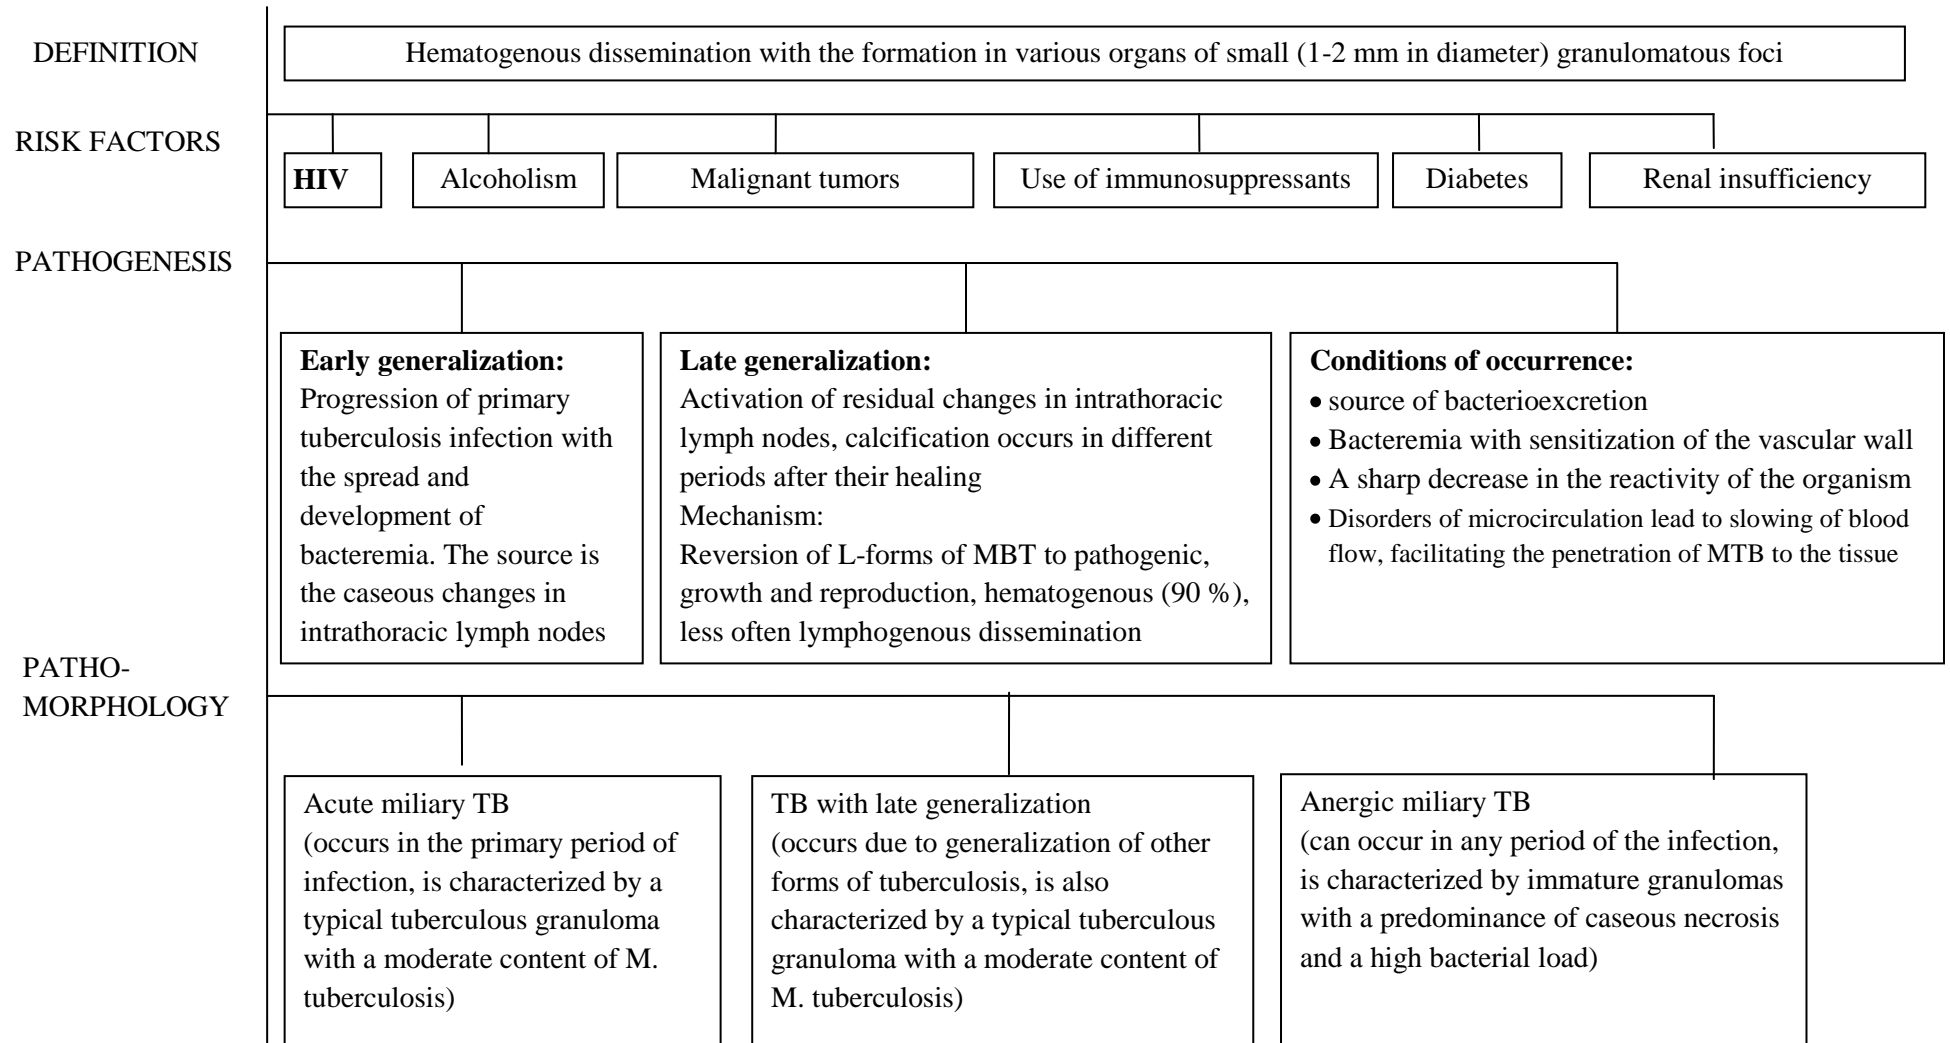 DEFINITION
Hematogenous dissemination with the formation in various organs of small (1-2 mm in diameter) granulomatous foci
RISK FACTORS
HIV
Alcoholism
Malignant tumors
Use of immunosuppressants
Diabetes
Renal insufficiency
PATHOGENESIS
Early generalization:
Progression of primary
tuberculosis infection with
the spread and
development of
bacteremia. The source is
the caseous changes in
intrathoracic lymph nodes
Late generalization:
Activation of residual changes in intrathoracic
lymph nodes, calcification occurs in different
periods after their healing
Mechanism:
Reversion of L-forms of MBT to pathogenic,
growth and reproduction, hematogenous (90 %),
less often lymphogenous dissemination
Conditions of occurrence:
• source of bacterioexcretion
• Bacteremia with sensitization of the vascular wall
• A sharp decrease in the reactivity of the organism
• Disorders of microcirculation lead to slowing of blood
flow, facilitating the penetration of MTB to the tissue
PATHO-
MORPHOLOGY
Acute miliary TB
(occurs in the primary period of
infection, is characterized by a
typical tuberculous granuloma
with a moderate content of M.
tuberculosis)
TB with late generalization
(occurs due to generalization of other
forms of tuberculosis, is also
characterized by a typical tuberculous
granuloma with a moderate content of
M. tuberculosis)
Anergic miliary TB
(can occur in any period of the infection,
is characterized by immature granulomas
with a predominance of caseous necrosis
and a high bacterial load)